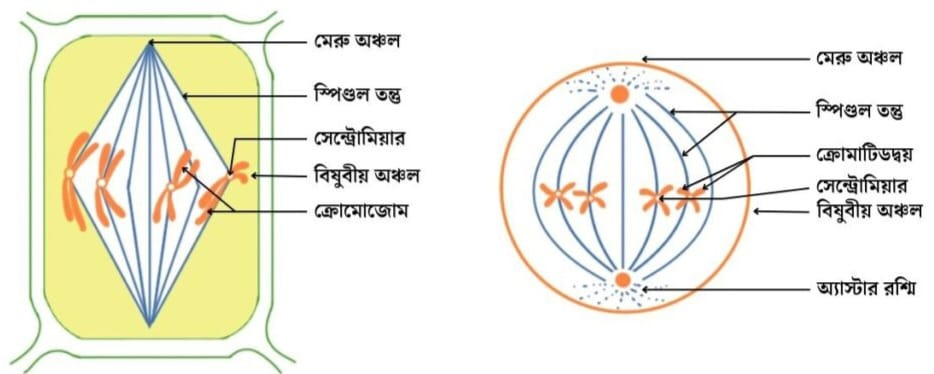 মেরু অঞ্চল
স্পিণ্ডল তন্তু
সেন্ট্রোমিয়ার
বিষুবীয় অঞ্চল
ক্রোমোজোম
মেরু অঞ্চল
স্পিণ্ডল তন্তু
ক্রোমাটিডদ্বয়
সেন্ট্রোমিয়ার
বিষুবীয় অঞ্চল
অ্যাস্টার রশ্মি